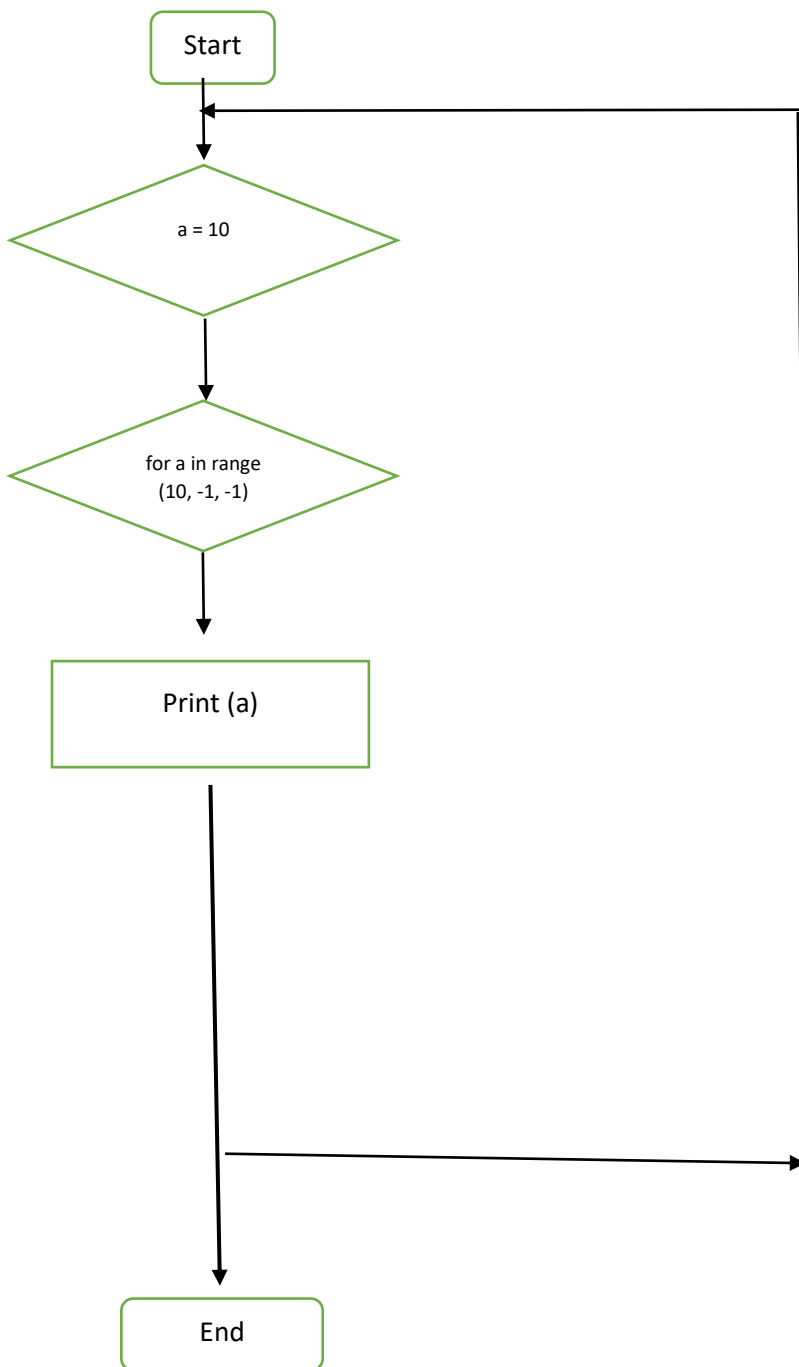 Start
a = 10
for a in range
(10, -1, -1)
Print (a)
End